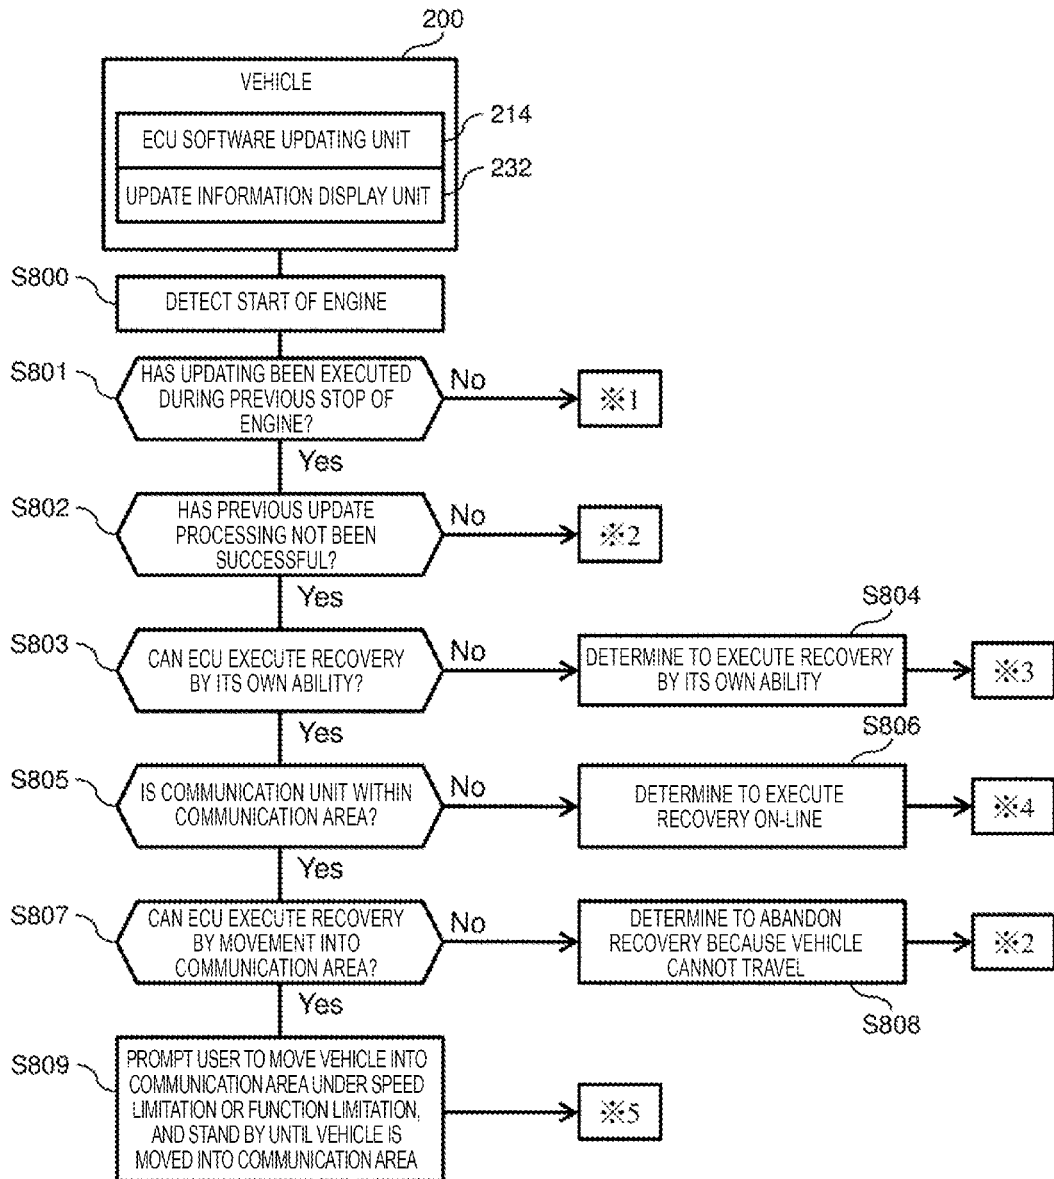 200
VEHICLE
214
ECU SOFTWARE UPDATING UNIT
232
UPDATE INFORMATION DISPLAY UNIT
S800
DETECT START OF ENGINE
S801
HAS UPDATING BEEN EXECUTED
DURING PREVIOUS STOP OF
ENGINE?
No
※1
Yes
S802
HAS PREVIOUS UPDATE
PROCESSING NOT BEEN
SUCCESSFUL?
No
※2
Yes
S803
CAN ECU EXECUTE RECOVERY
BY ITS OWN ABILITY?
No
S804
DETERMINE TO EXECUTE RECOVERY
BY ITS OWN ABILITY
※3
Yes
S805
IS COMMUNICATION UNIT WITHIN
COMMUNICATION AREA?
No
S806
DETERMINE TO EXECUTE
RECOVERY ON-LINE
※4
Yes
S807
CAN ECU EXECUTE RECOVERY
BY MOVEMENT INTO
COMMUNICATION AREA?
No
DETERMINE TO ABANDON
RECOVERY BECAUSE VEHICLE
CANNOT TRAVEL
S808
※2
Yes
S809
PROMPT USER TO MOVE VEHICLE INTO
COMMUNICATION AREA UNDER SPEED
LIMITATION OR FUNCTION LIMITATION,
AND STAND BY UNTIL VEHICLE IS
MOVED INTO COMMUNICATION AREA
※5